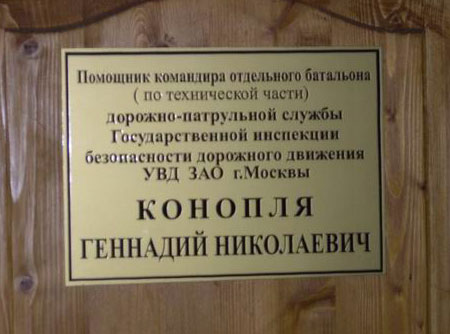 Помощник командира отдельного батальона
( по технической части)
дорожно-патрульной службы
Государственной инспекции
безопасности дорожного движения
УВД ЗАО г.Москвы
КОНОПЛЯ
ГЕННАДИЙ НИКОЛАЕВИЧ